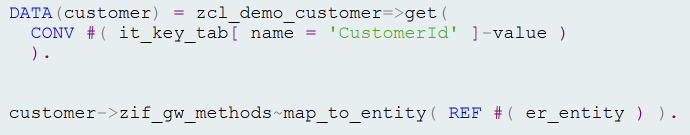 DATA(customer) = zcl_demo_customer=>get(
CONV #( it_key_tab[ name = 'CustomerId' ]-value )
).
customer->zif_gw_methods~map_to_entity( REF #( er_entity ) ).